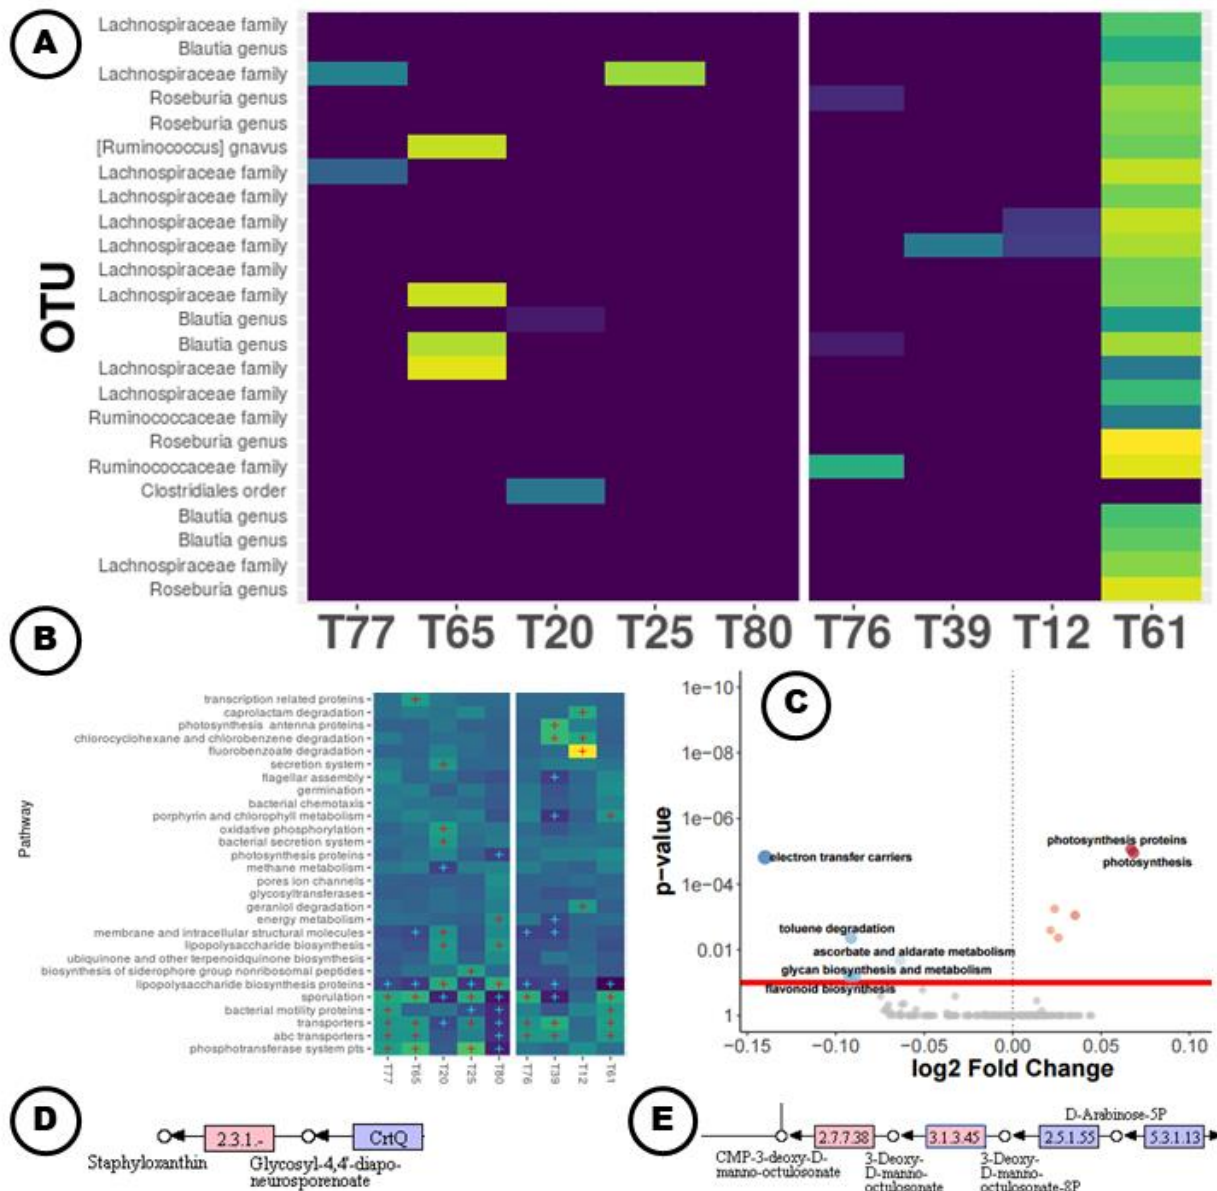 A
Lachnospiraceae family
Blautia genus
Lachnospiraceae family
Roseburia genus
Roseburia genus
[Ruminococcus] gnavus
Lachnospiraceae family
Lachnospiraceae family
Lachnospiraceae family
Lachnospiraceae family
Lachnospiraceae family
Lachnospiraceae family
Blautia genus
Blautia genus
Lachnospiraceae family
Lachnospiraceae family
Ruminococcaceae family
Roseburia genus
Ruminococcaceae family
Clostridiales order
Blautia genus
Blautia genus
Lachnospiraceae family
Roseburia genus
OTU
T77 T65 T20 T25 T80 T76 T39 T12 T61
B
transcription related proteins
caprolactam degradation
photosynthesis antenna proteins
chlorocyclohexane and chlorobenzene degradation
fluorobenzoate degradation
secretion system
flagellar assembly
germination
bacterial chemotaxis
porphyrin and chlorophyll metabolism
oxidative phosphorylation
bacterial secretion system
photosynthesis proteins
methane metabolism
pores ion channels
glycosyltransferases
geraniol degradation
energy metabolism
membrane and intracellular structural molecules
lipopolysaccharide biosynthesis
ubiquinone and other terpenoidquinone biosynthesis
biosynthesis of siderophore group nonribosomal peptides
lipopolysaccharide biosynthesis proteins
sporulation
bacterial motility proteins
transporters
abc transporters
phosphotransferase system pts
Pathway
T77 T65 T20 T25 T80 T76 T39 T12 T61
C
1e-10
1e-08
1e-06
1e-04
0.01
1
p-value
photosynthesis proteins
photosynthesis
electron transfer carriers
toluene degradation
ascorbate and aldarate metabolism
glycan biosynthesis and metabolism
flavonoid biosynthesis
−0.15 −0.10 −0.05 0.00 0.05 0.10
log2 Fold Change
D
2.3.1.-
CrtQ
Staphyloxanthin
Glycosyl-4,4'-diapo-
neurosporenoate
E
D-Arabinose-5P
2.7.7.38
3.1.3.45
2.5.1.55
5.3.1.13
CMP-3-deoxy-D-
manno-octulosonate
3-Deoxy-
D-manno-
octulosonate
3-Deoxy-
D-manno-
octulosonate-8P